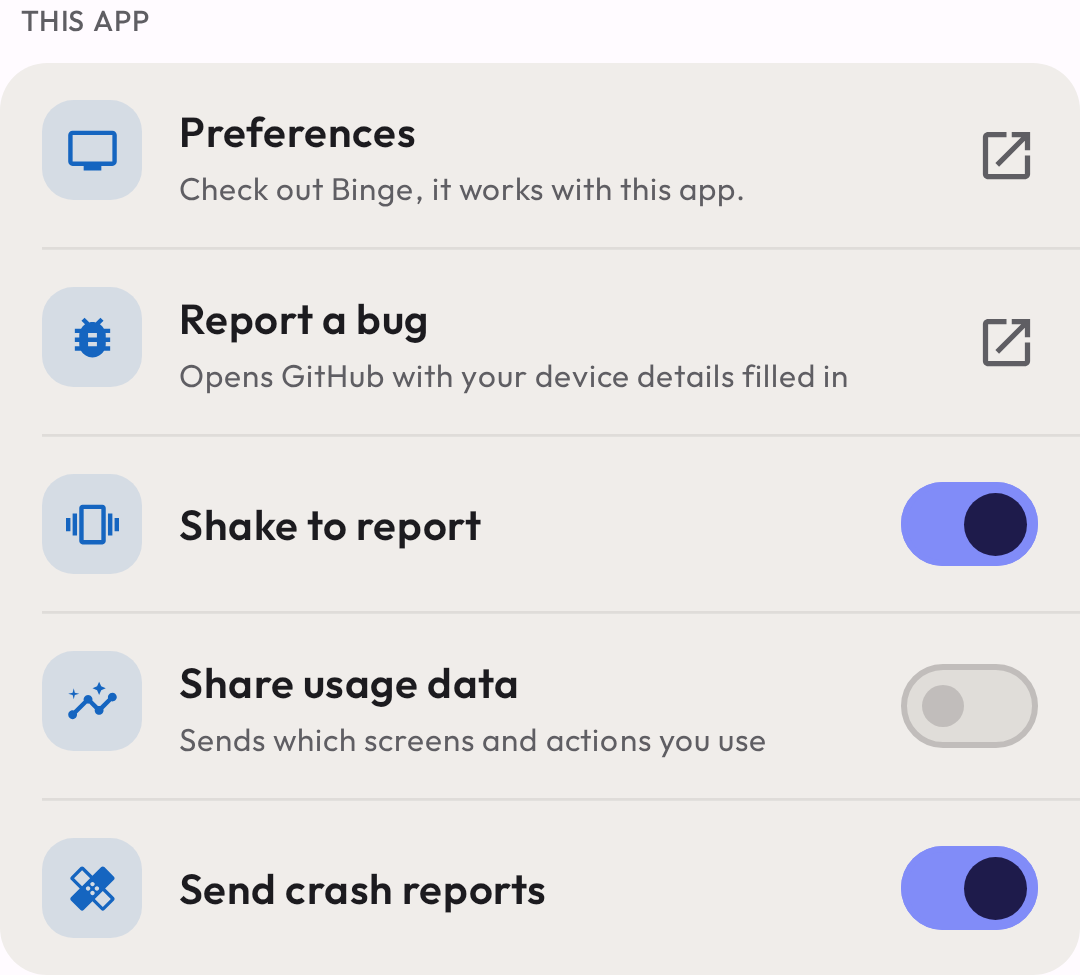 THIS APP
Preferences
Check out Binge, it works with this app.
Report a bug
Opens GitHub with your device details filled in
Shake to report
Share usage data
Sends which screens and actions you use
Send crash reports